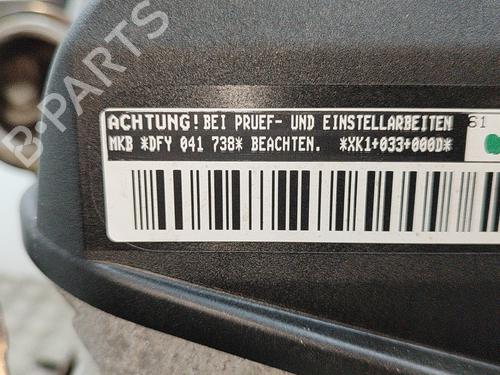 B-PARTS
ACHTUNG! BEI PRUEF- UND EINSTELLARBEITEN
MKB *DFY 041 738* BEACHTEN. *XK1+033+000D*